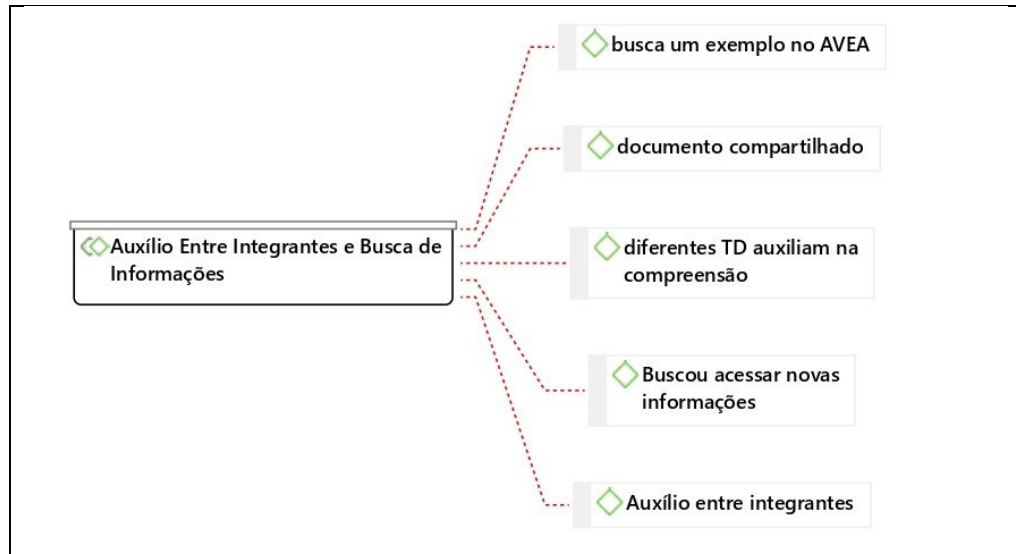 busca um exemplo no AVEA
documento compartilhado
Auxílio Entre Integrantes e Busca de
Informações
diferentes TD auxiliam na
compreensão
Buscou acessar novas
informações
Auxílio entre integrantes